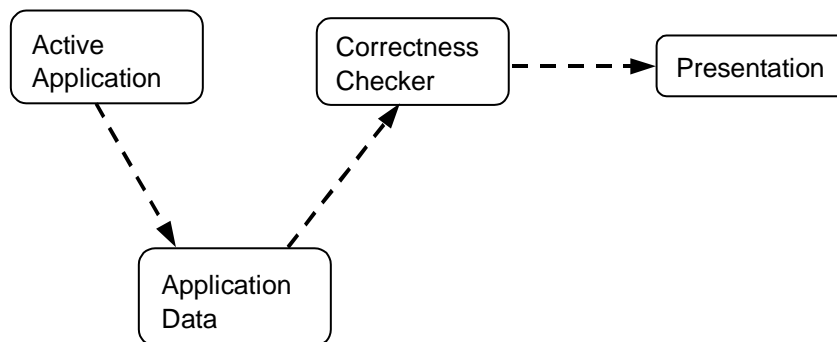 Active
Application
Correctness
Checker
Presentation
Application
Data